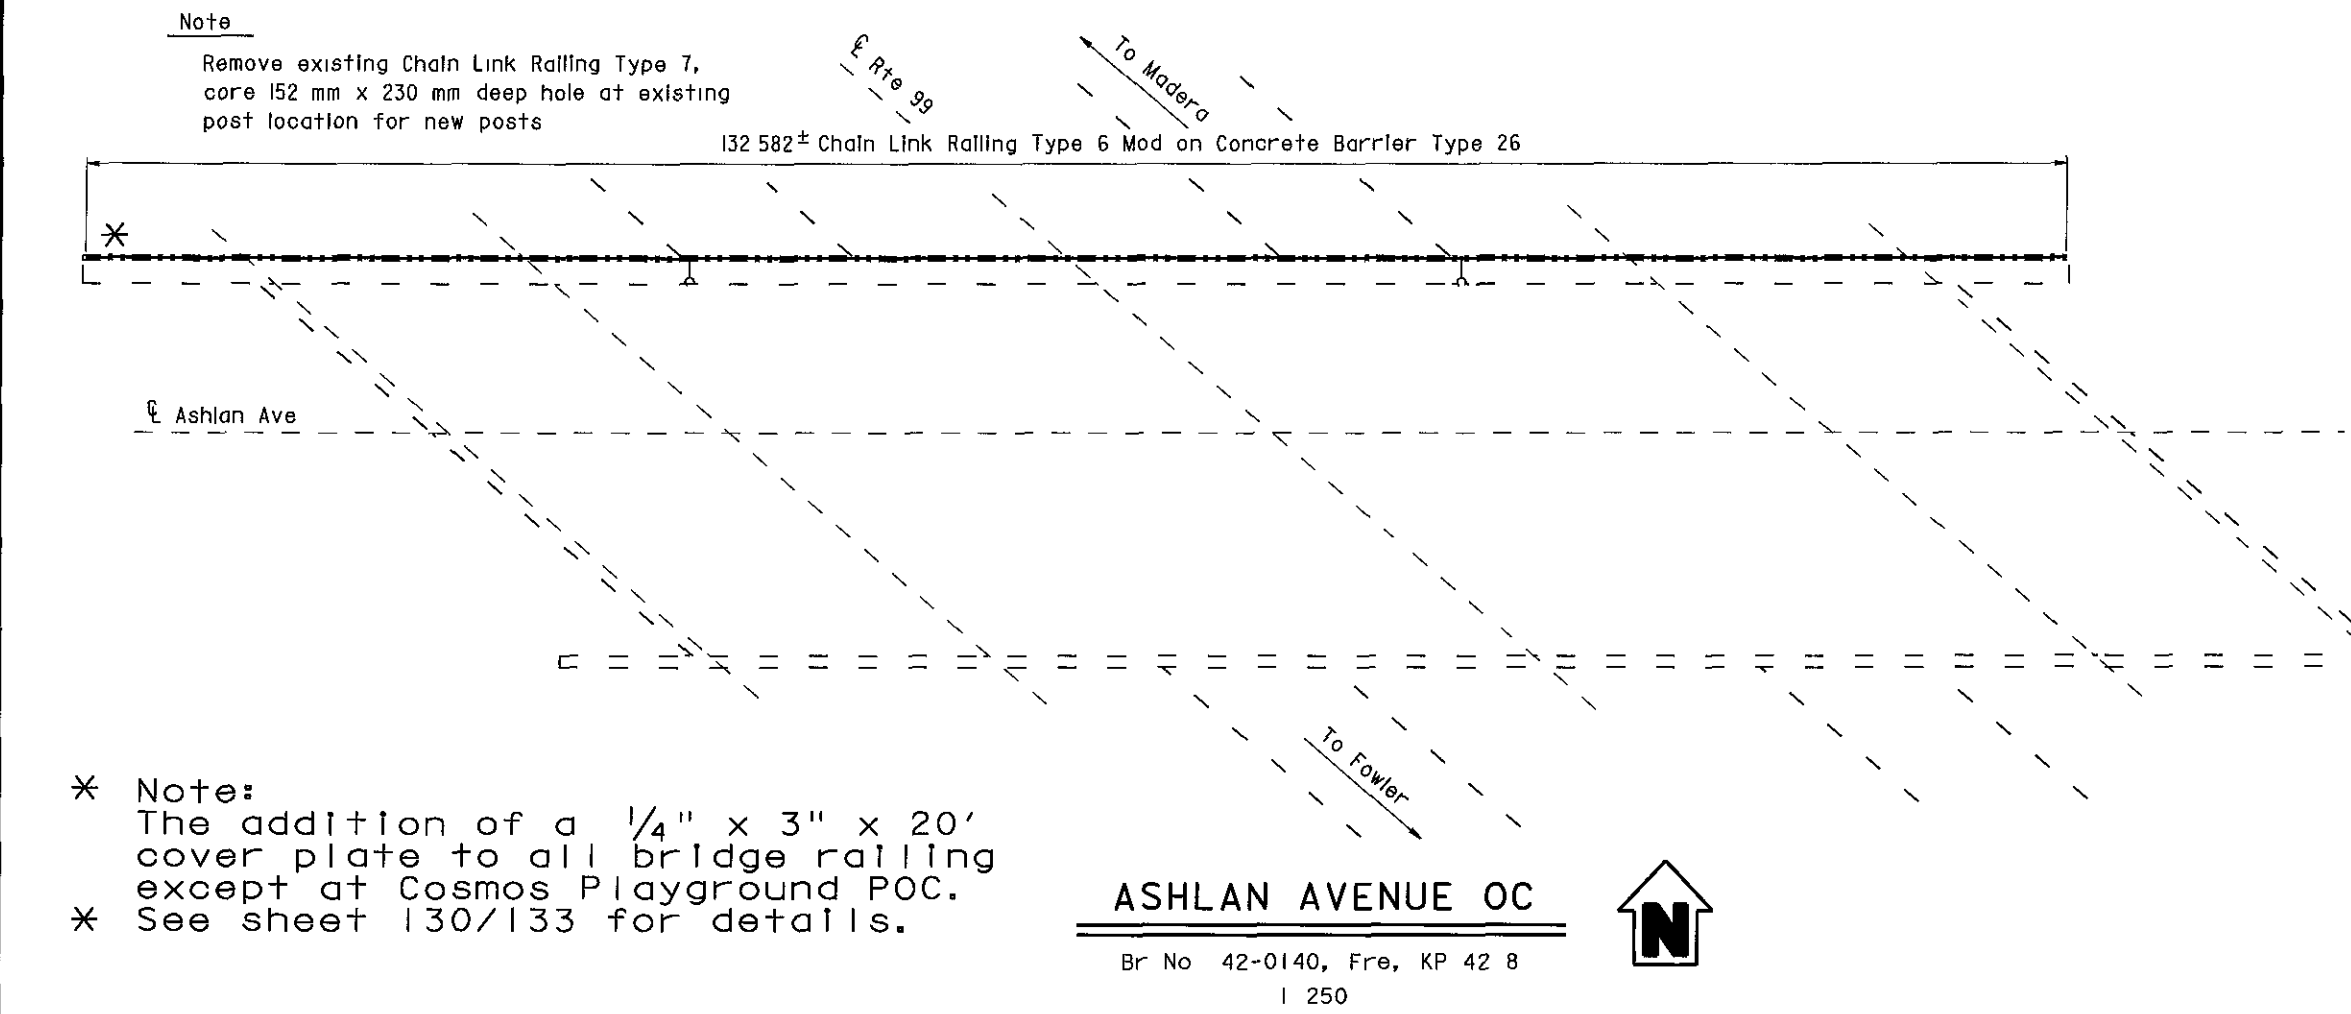 Note
Remove existing Chain Link Railing Type 7,
core 152 mm x 230 mm deep hole at existing
post location for new posts
℄ Rte 99
To Madera
132 582± Chain Link Railing Type 6 Mod on Concrete Barrier Type 26
*
℄ Ashlan Ave
To Fowler
* Note:
The addition of a 1/4" x 3" x 20'
cover plate to all bridge railing
except at Cosmos Playground POC.
* See sheet 130/133 for details.
ASHLAN AVENUE OC
Br No 42-0140, Fre, KP 42 8
1 250
N